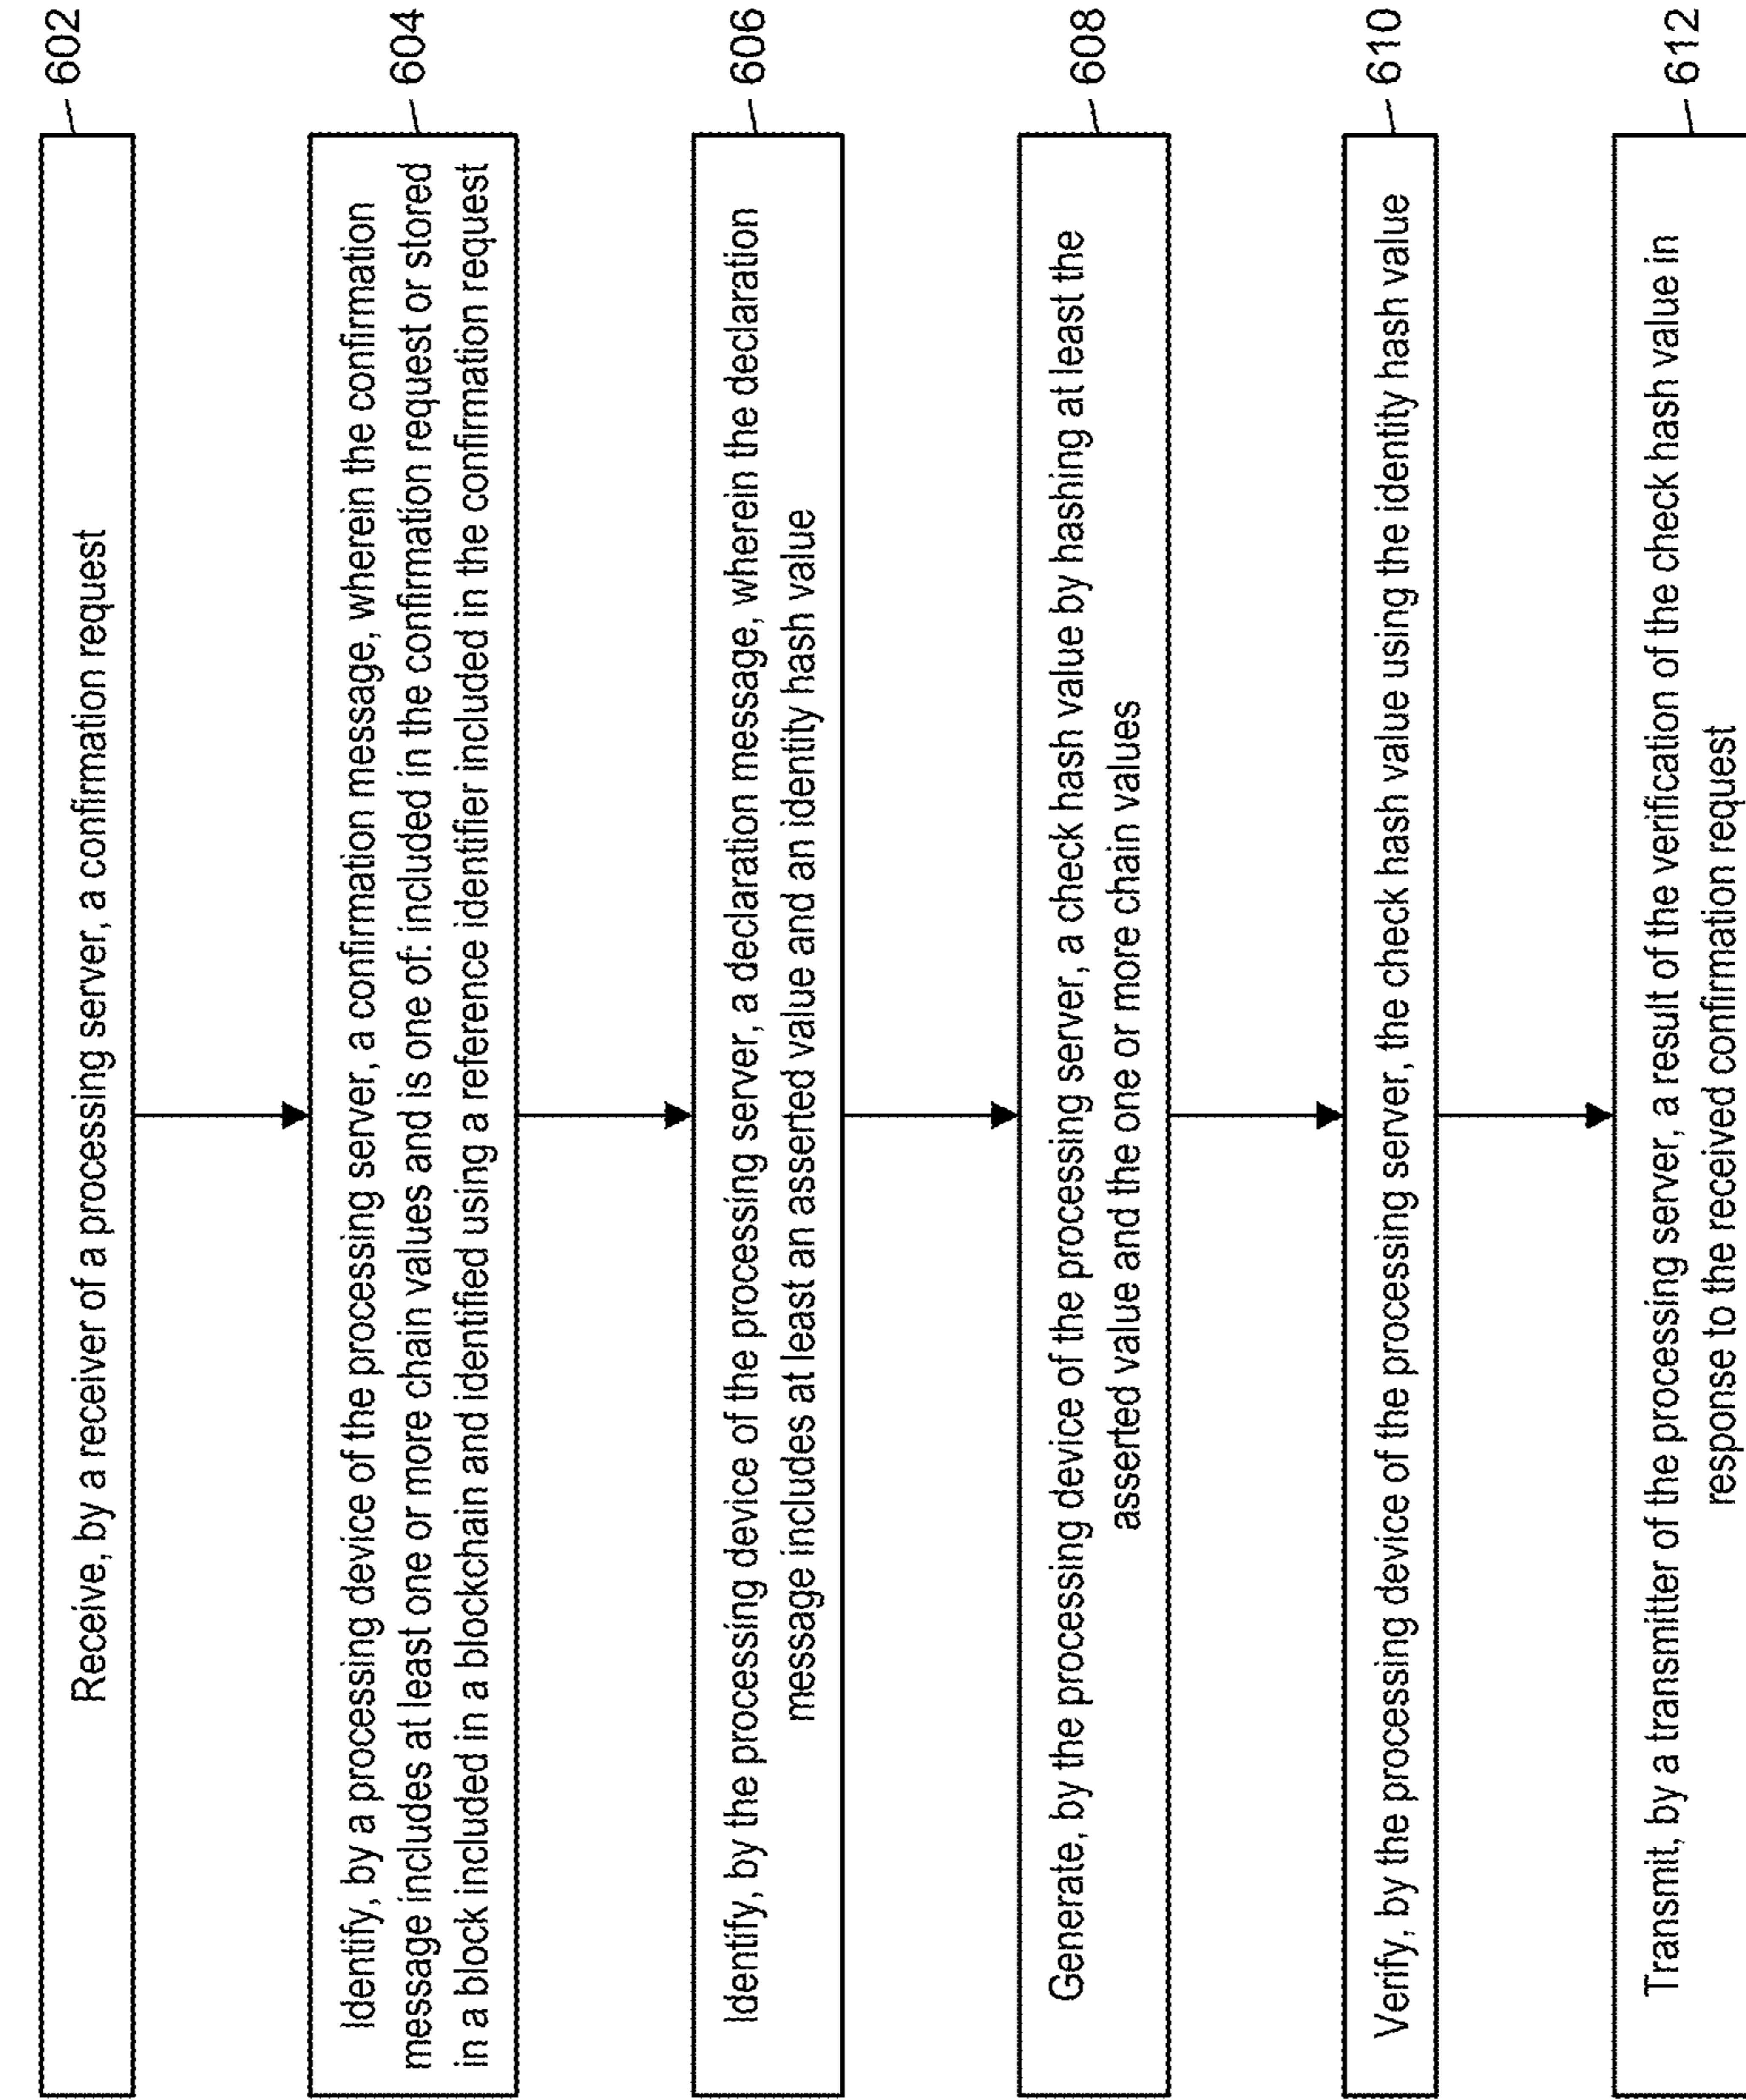 602
Receive, by a receiver of a processing server, a confirmation request
604
Identify, by a processing device of the processing server, a confirmation message, wherein the confirmation
message includes at least one or more chain values and is one of: included in the confirmation request or stored
in a block included in a blockchain and identified using a reference identifier included in the confirmation request
606
Identify, by the processing device of the processing server, a declaration message, wherein the declaration
message includes at least an asserted value and an identity hash value
608
Generate, by the processing device of the processing server, a check hash value by hashing at least the
asserted value and the one or more chain values
610
Verify, by the processing device of the processing server, the check hash value using the identity hash value
612
Transmit, by a transmitter of the processing server, a result of the verification of the check hash value in
response to the received confirmation request